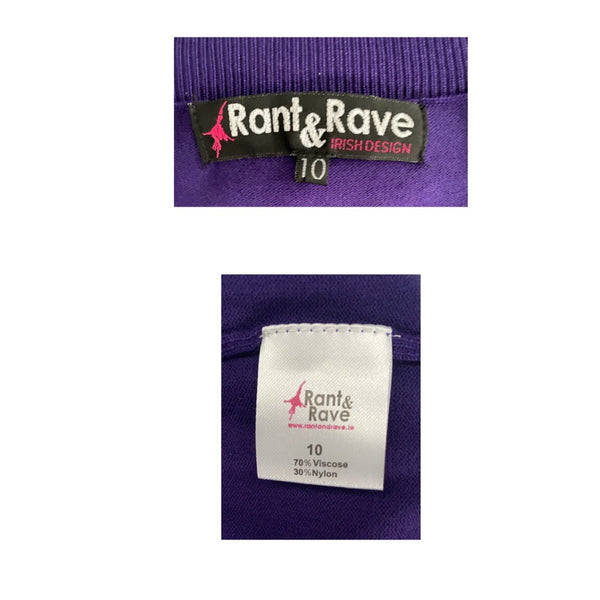 Rant & Rave
IRISH DESIGN
10
Rant &
Rave
www.rantandrave.ie
10
70% Viscose
30% Nylon